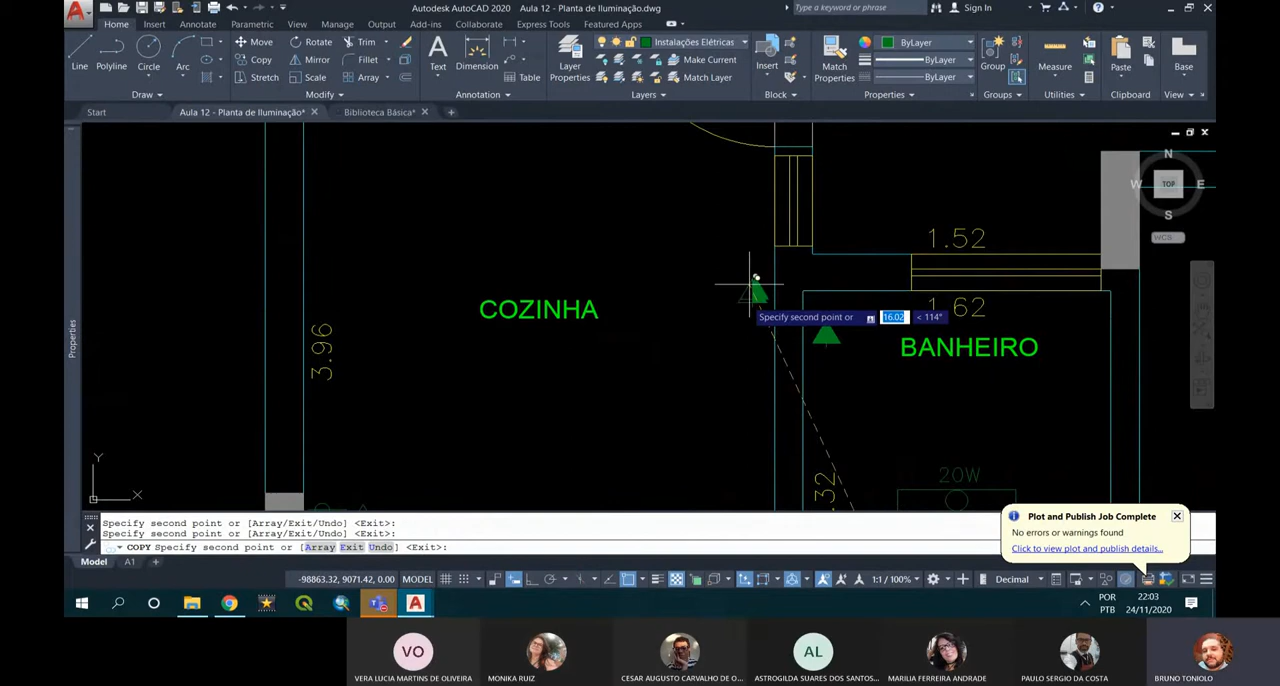 Autodesk AutoCAD 2020 Aula 12 - Planta de Iluminação.dwg
Type a keyword or phrase
Sign In
Home Insert Annotate Parametric View Manage Output Add-ins Collaborate Express Tools Featured Apps
Line Polyline Circle Arc
Move Rotate Trim
Copy Mirror Fillet
Stretch Scale Array
Text Dimension Table
Layer Properties
Instalações Elétricas
Make Current
Match Layer
Insert
Match Properties
ByLayer
ByLayer
ByLayer
Group
Measure
Paste
Base
Draw Modify Annotation Layers Block Properties Groups Utilities Clipboard View
Start Aula 12 - Planta de Iluminação* Biblioteca Básica*
Properties
N
W TOP E
S
WCS
1.52
1.62
COZINHA
BANHEIRO
3.96
Specify second point or 16.02 < 114°
.32
20W
Y
X
Plot and Publish Job Complete
No errors or warnings found
Click to view plot and publish details...
Specify second point or [Array/Exit/Undo] <Exit>:
Specify second point or [Array/Exit/Undo] <Exit>:
COPY Specify second point or [Array Exit Undo] <Exit>:
Model A1
-98863.32, 9071.42, 0.00 MODEL 1:1 / 100% Decimal
POR
PTB
22:03
24/11/2020
VO
AL
VERA LUCIA MARTINS DE OLIVEIRA
MONIKA RUIZ
CESAR AUGUSTO CARVALHO DE O...
ASTROGILDA SUARES DOS SANTOS...
MARILIA FERREIRA ANDRADE
PAULO SERGIO DA COSTA
BRUNO TONIOLO